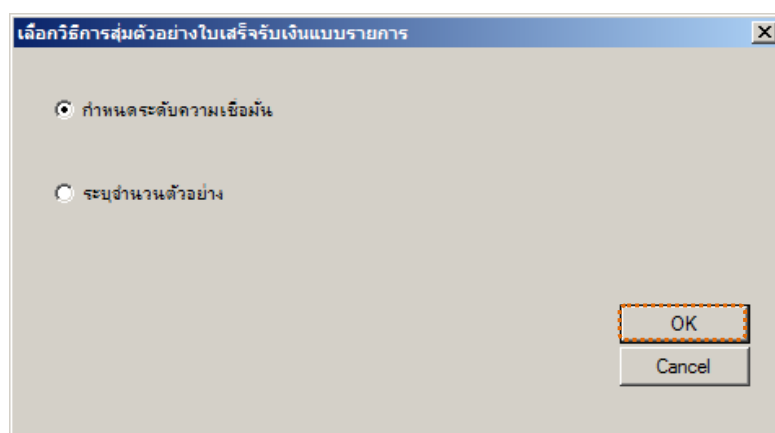 เลือกวิธีการสุ่มตัวอย่างใบเสร็จรับเงินแบบรายการ
กำหนดระดับความเชื่อมั่น
ระบุจำนวนตัวอย่าง
OK
Cancel